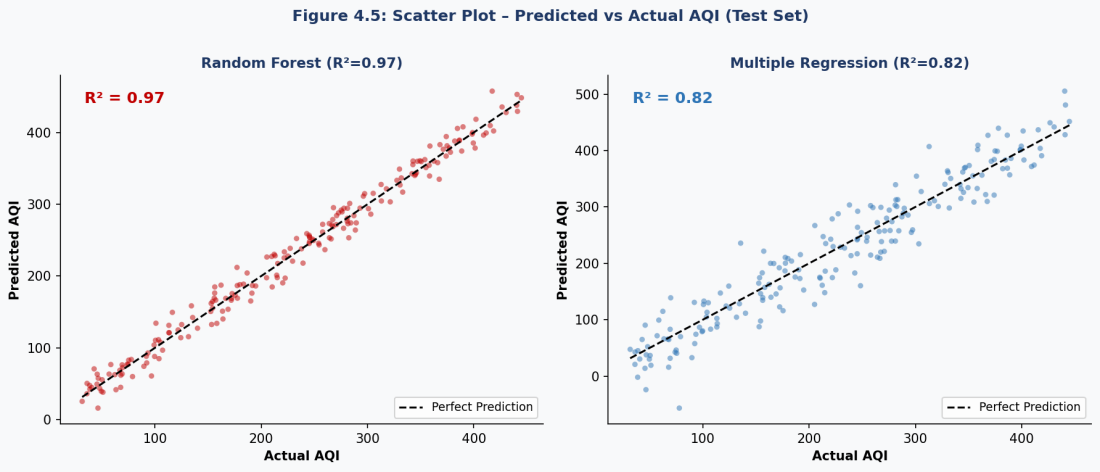 Figure 4.5: Scatter Plot – Predicted vs Actual AQI (Test Set)
Random Forest (R²=0.97)
R² = 0.97
Predicted AQI
400
300
200
100
0
100 200 300 400
Actual AQI
Perfect Prediction
Multiple Regression (R²=0.82)
R² = 0.82
Predicted AQI
500
400
300
200
100
0
100 200 300 400
Actual AQI
Perfect Prediction